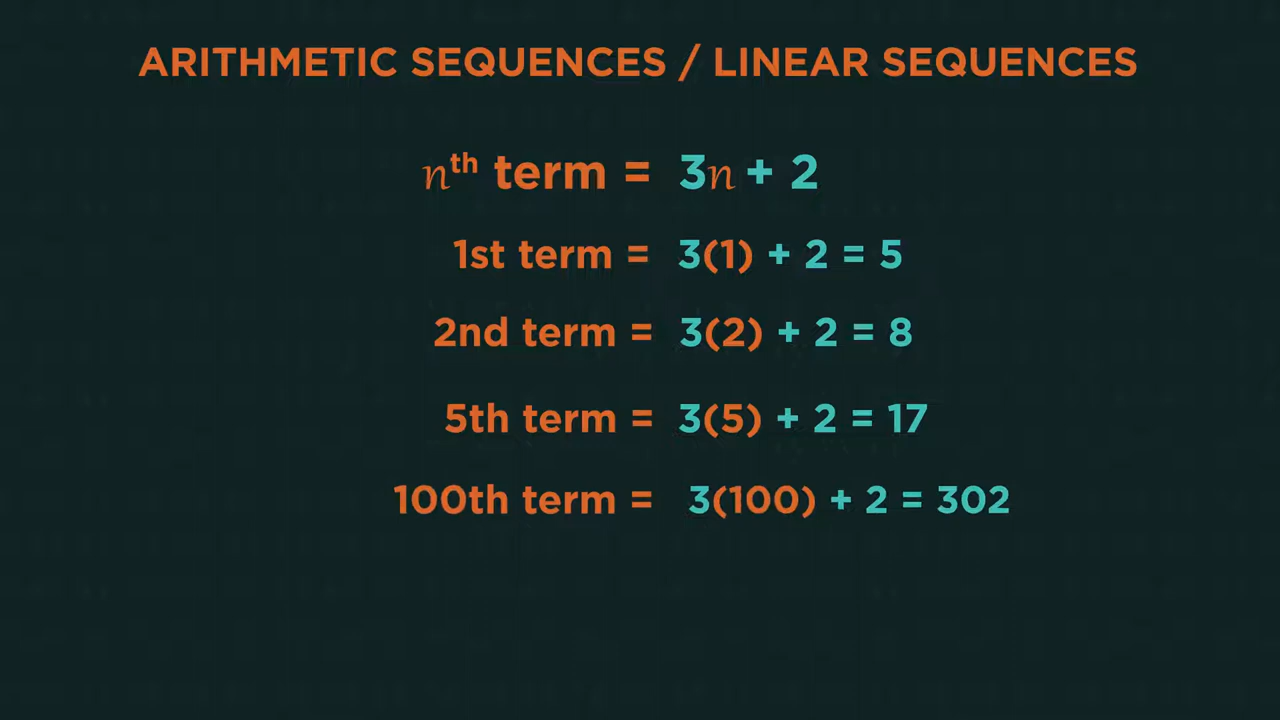 ARITHMETIC SEQUENCES / LINEAR SEQUENCES
nth term = 3n + 2
1st term = 3(1) + 2 = 5
2nd term = 3(2) + 2 = 8
5th term = 3(5) + 2 = 17
100th term = 3(100) + 2 = 302